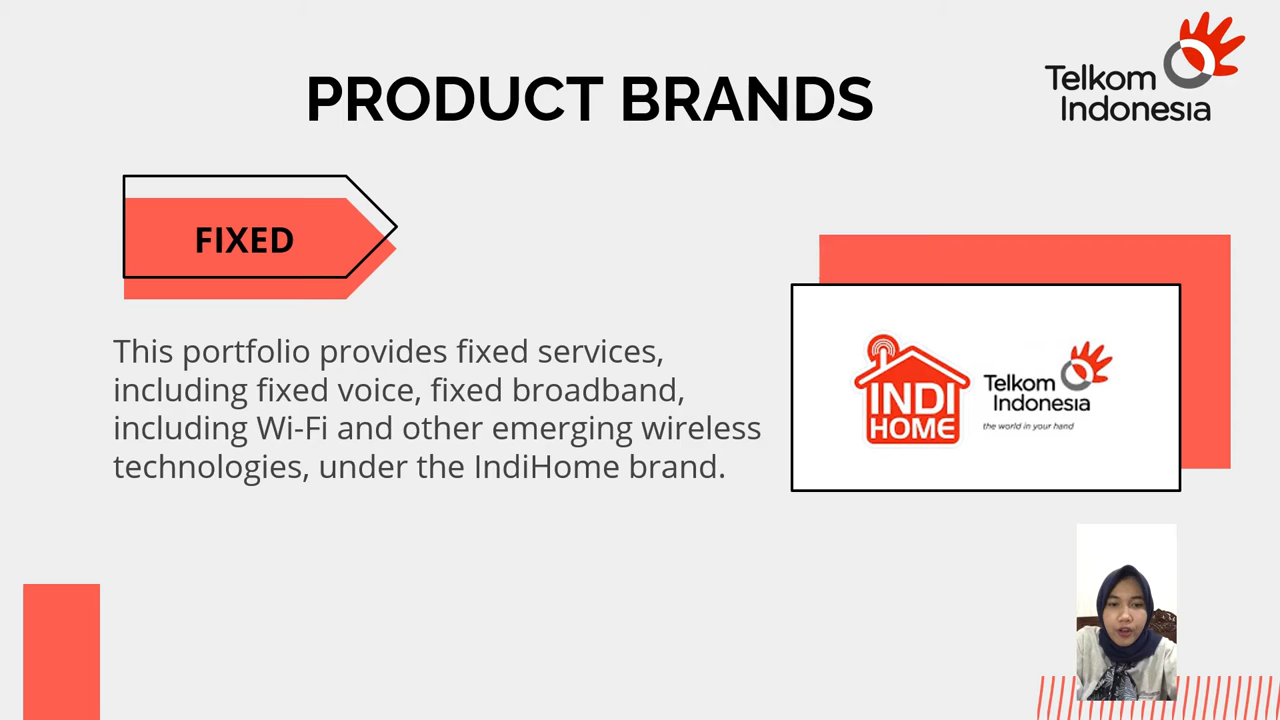 PRODUCT BRANDS
Telkom
Indonesia
FIXED
This portfolio provides fixed services,
including fixed voice, fixed broadband,
including Wi-Fi and other emerging wireless
technologies, under the IndiHome brand.
INDI
HOME
Telkom
Indonesia
the world in your hand